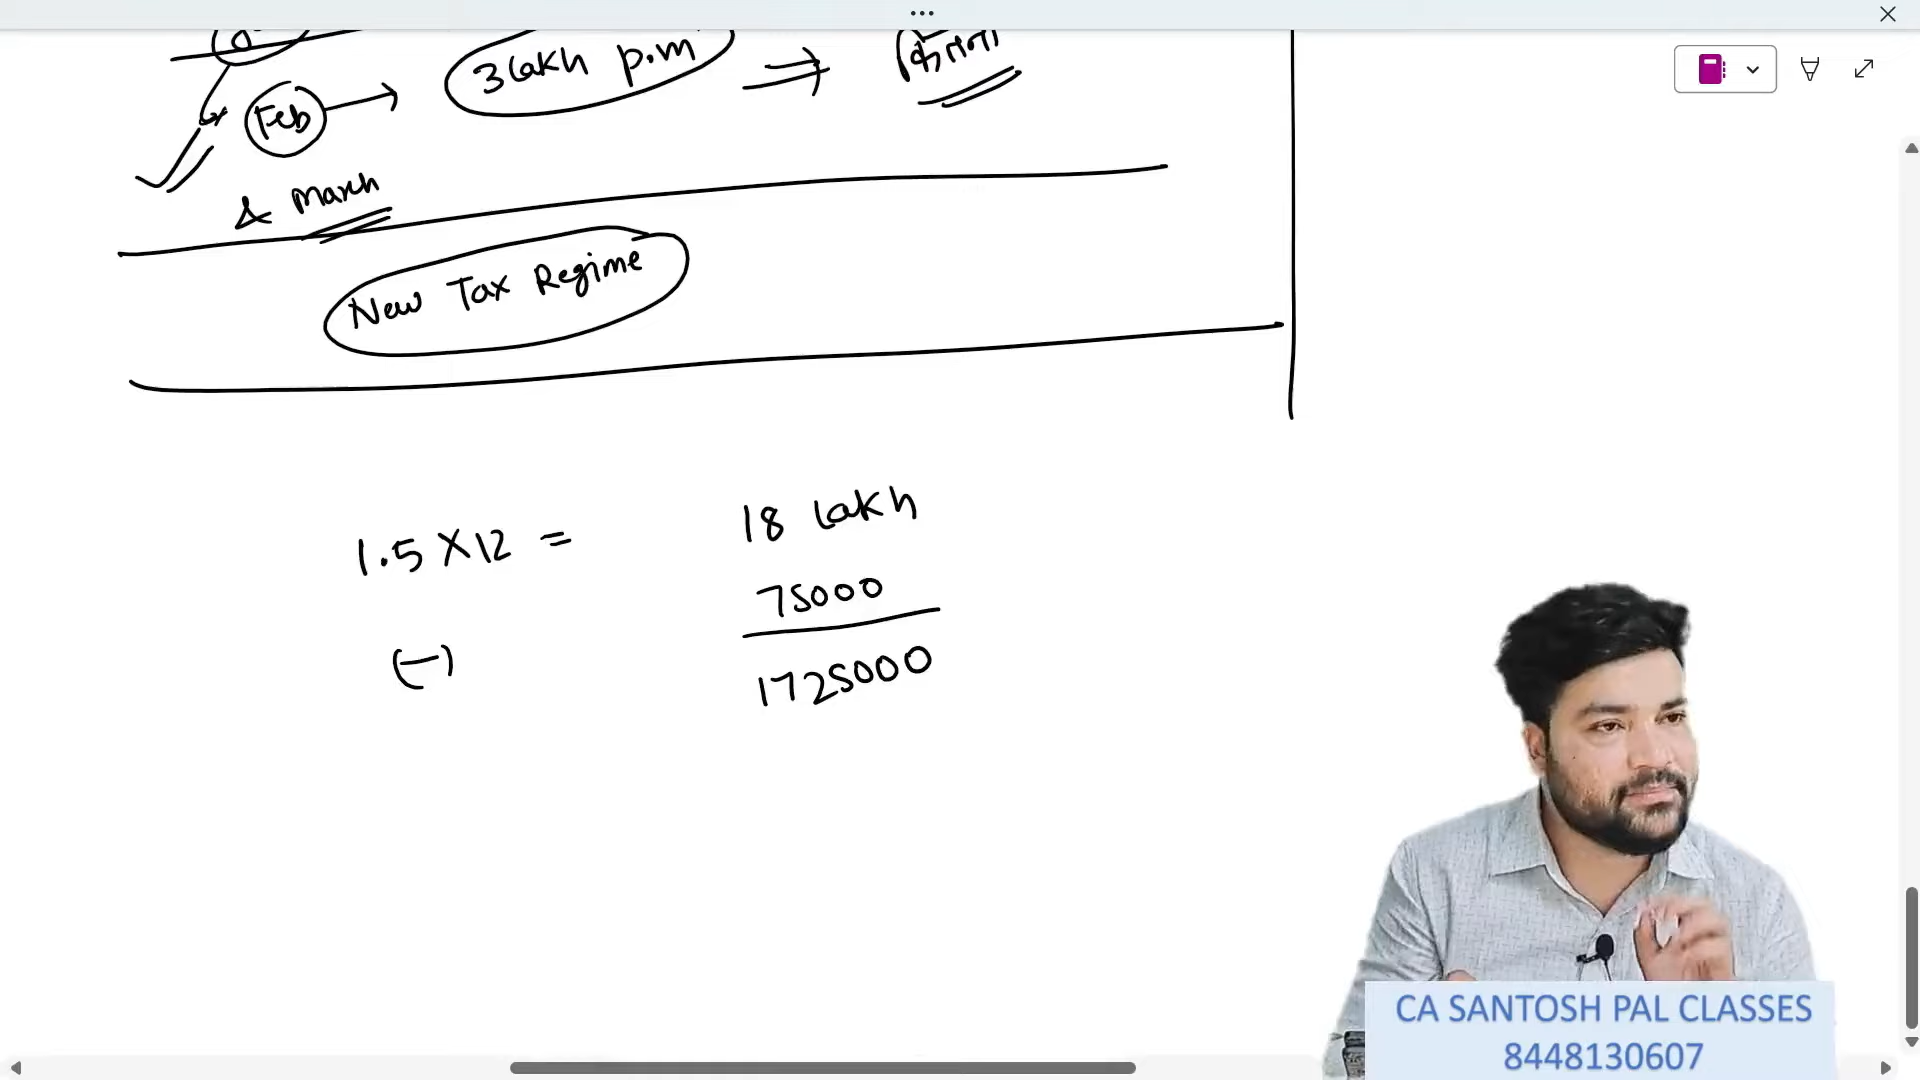 3 Lakh p.m ⇒ कितना
Feb →
& March
New Tax Regime
1.5 X 12 = 18 Lakh
75000
(-)
1725000
CA SANTOSH PAL CLASSES
8448130607